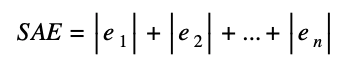 SAE = |e₁| + |e₂| + ... + |eₙ|